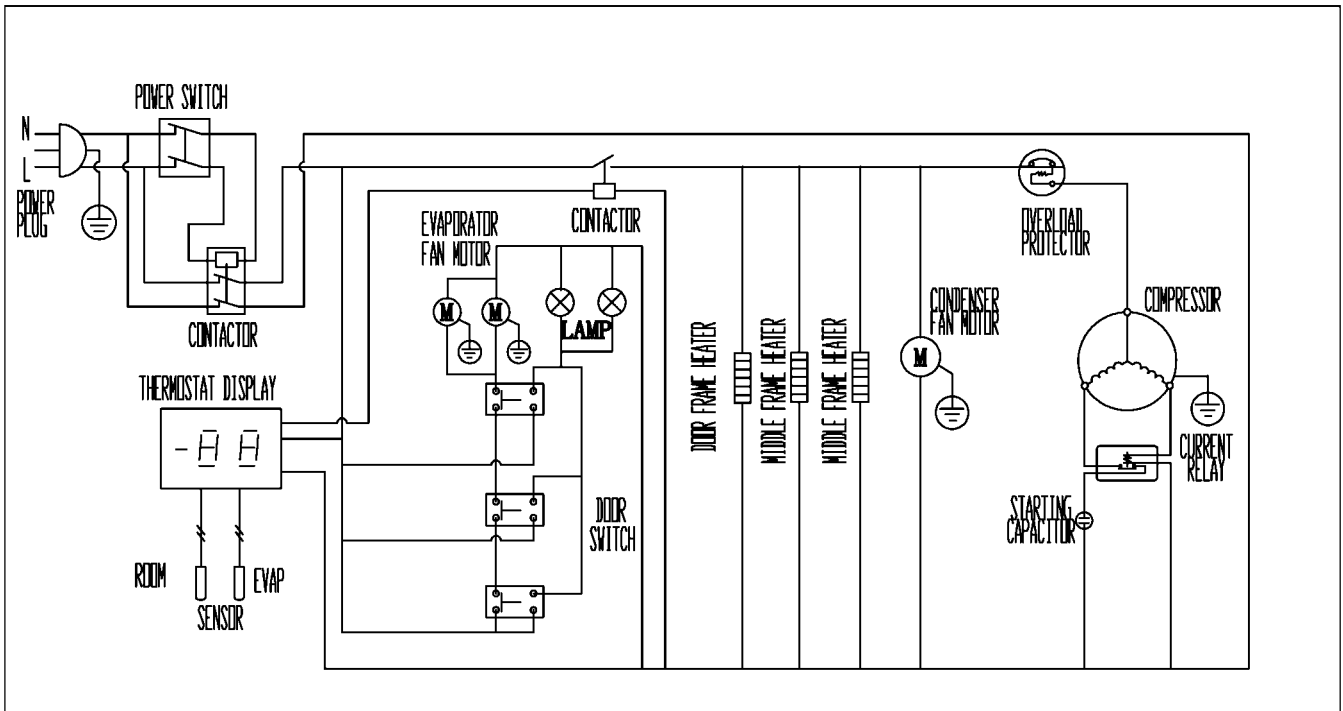 POWER SWITCH
N
L
POWER
PLUG
CONTACTOR
THERMOSTAT DISPLAY
-88
ROOM
EVAP
SENSOR
EVAPORATOR
FAN MOTOR
M
M
LAMP
CONTACTOR
DOOR
SWITCH
DOOR FRAME HEATER
MIDDLE FRAME HEATER
MIDDLE FRAME HEATER
CONDENSER
FAN MOTOR
M
OVERLOAD
PROTECTOR
COMPRESSOR
CURRENT
RELAY
STARTING
CAPACITOR